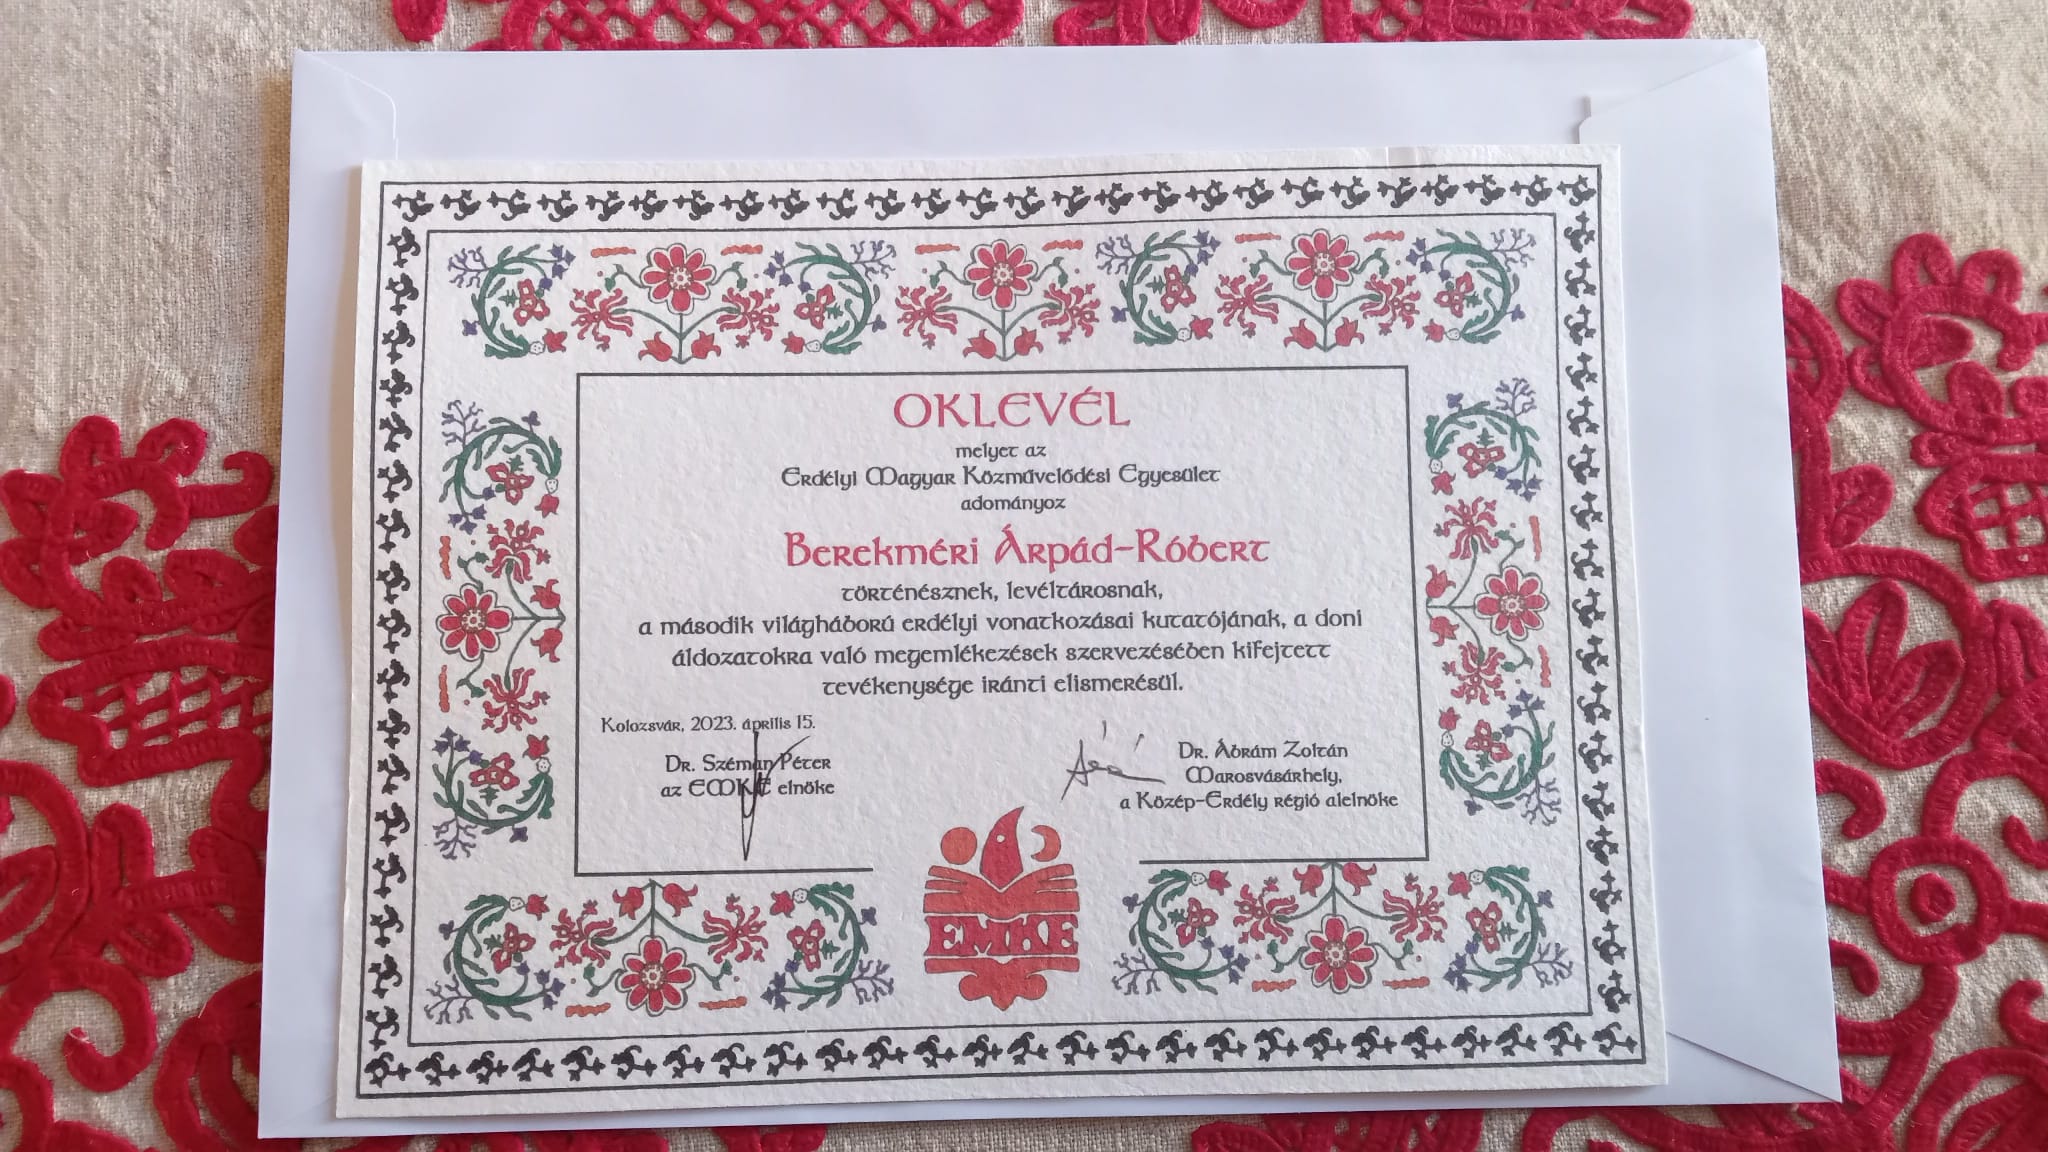 OKLEVÉL
melyet az
Erdélyi Magyar Közművelődési Egyesület
adományoz
Berekméri Árpád-Róbert
történésznek, levéltárosnak,
a második világháború erdélyi vonatkozásai kutatójának, a doni
áldozatokra való megemlékezések szervezésében kifejtett
tevékenysége iránti elismerésül.
Kolozsvár, 2023. április 15.
Dr. Széman Péter
az EMKE elnöke
Dr. Ábrám Zoltán
Marosvásárhely,
a Közép-Erdély régió alelnöke
EMKE